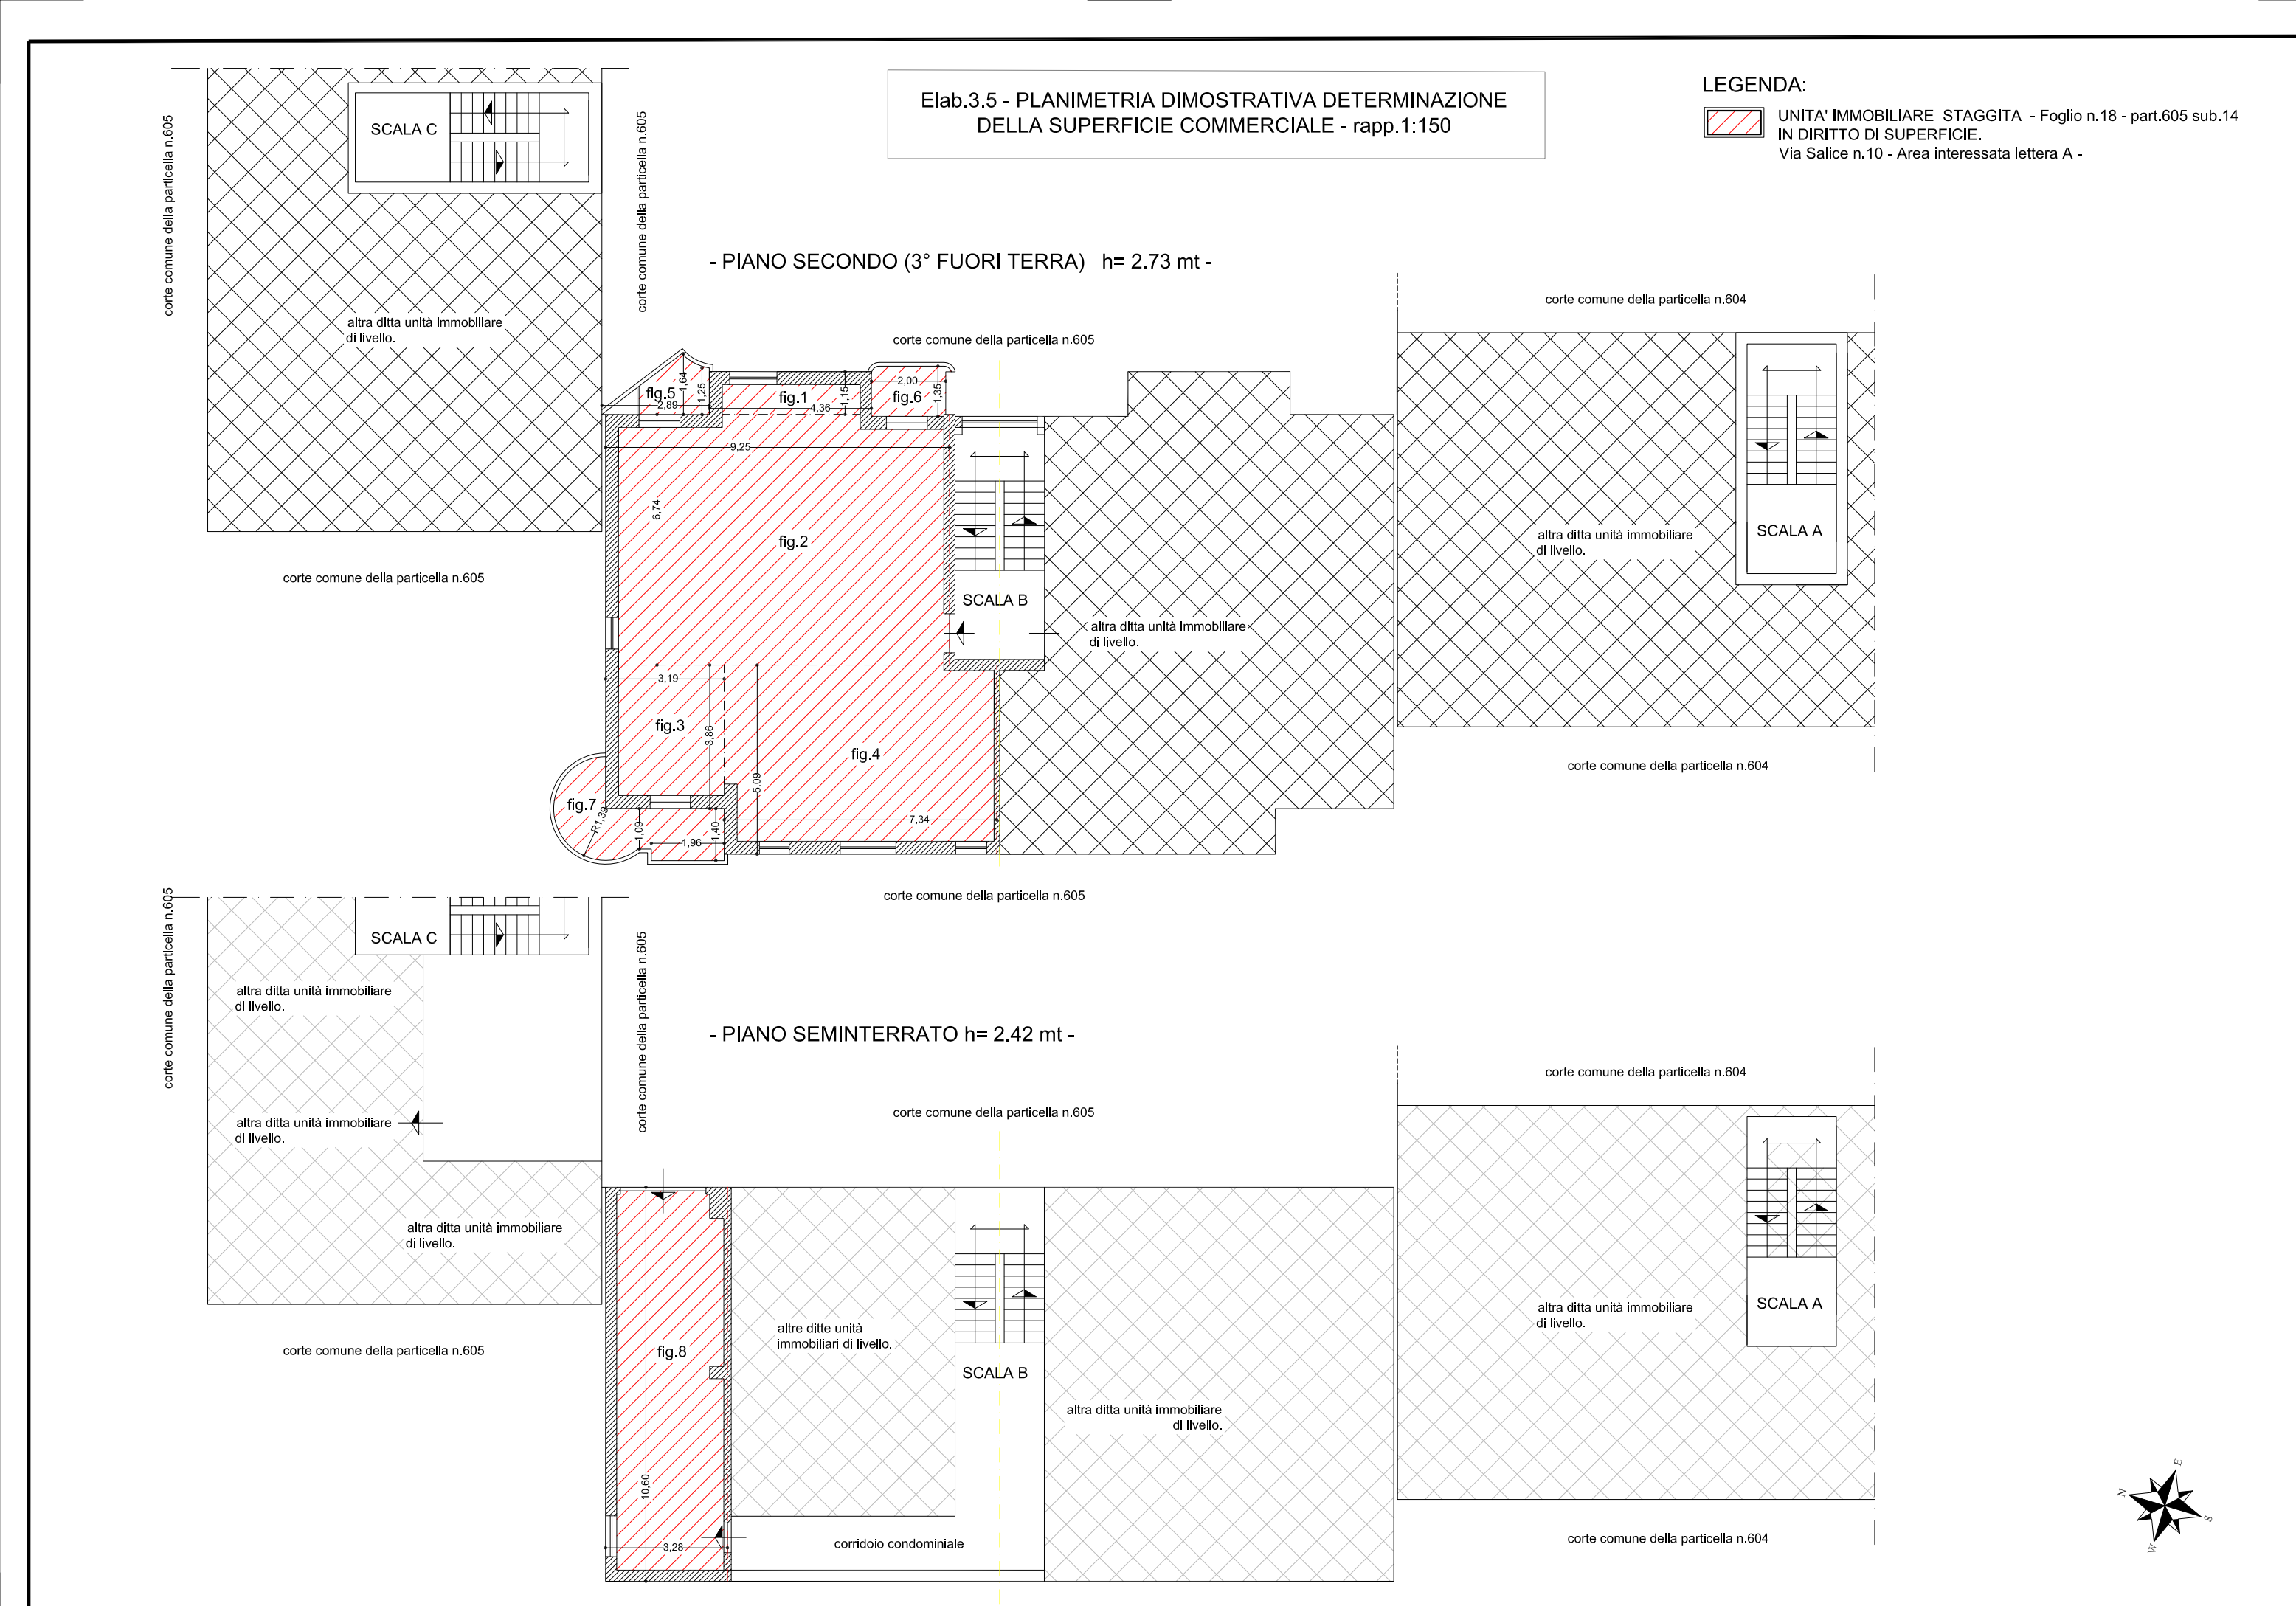 Elab.3.5 - PLANIMETRIA DIMOSTRATIVA DETERMINAZIONE
DELLA SUPERFICIE COMMERCIALE - rapp.1:150
LEGENDA:
UNITA' IMMOBILIARE STAGGITA - Foglio n.18 - part.605 sub.14
IN DIRITTO DI SUPERFICIE.
Via Salice n.10 - Area interessata lettera A -
SCALA C
corte comune della particella n.605
corte comune della particella n.605
- PIANO SECONDO (3° FUORI TERRA) h= 2.73 mt -
altra ditta unità immobiliare
di livello.
corte comune della particella n.605
corte comune della particella n.604
fig.5
1,64
1,25
2,89
fig.1
4,36
1,15
2,00
fig.6
1,35
9,25
6,74
fig.2
SCALA B
altra ditta unità immobiliare
di livello.
altra ditta unità immobiliare
di livello.
SCALA A
corte comune della particella n.605
3,19
fig.3
3,86
5,09
fig.4
fig.7
R1,39
1,09
1,96
1,40
7,34
corte comune della particella n.604
corte comune della particella n.605
corte comune della particella n.605
SCALA C
corte comune della particella n.605
altra ditta unità immobiliare
di livello.
- PIANO SEMINTERRATO h= 2.42 mt -
corte comune della particella n.604
altra ditta unità immobiliare
di livello.
corte comune della particella n.605
altra ditta unità immobiliare
di livello.
altre ditte unità
immobiliari di livello.
fig.8
SCALA B
altra ditta unità immobiliare
di livello.
altra ditta unità immobiliare
di livello.
SCALA A
corte comune della particella n.605
10,60
3,28
corridoio condominiale
corte comune della particella n.604
N
E
S
W